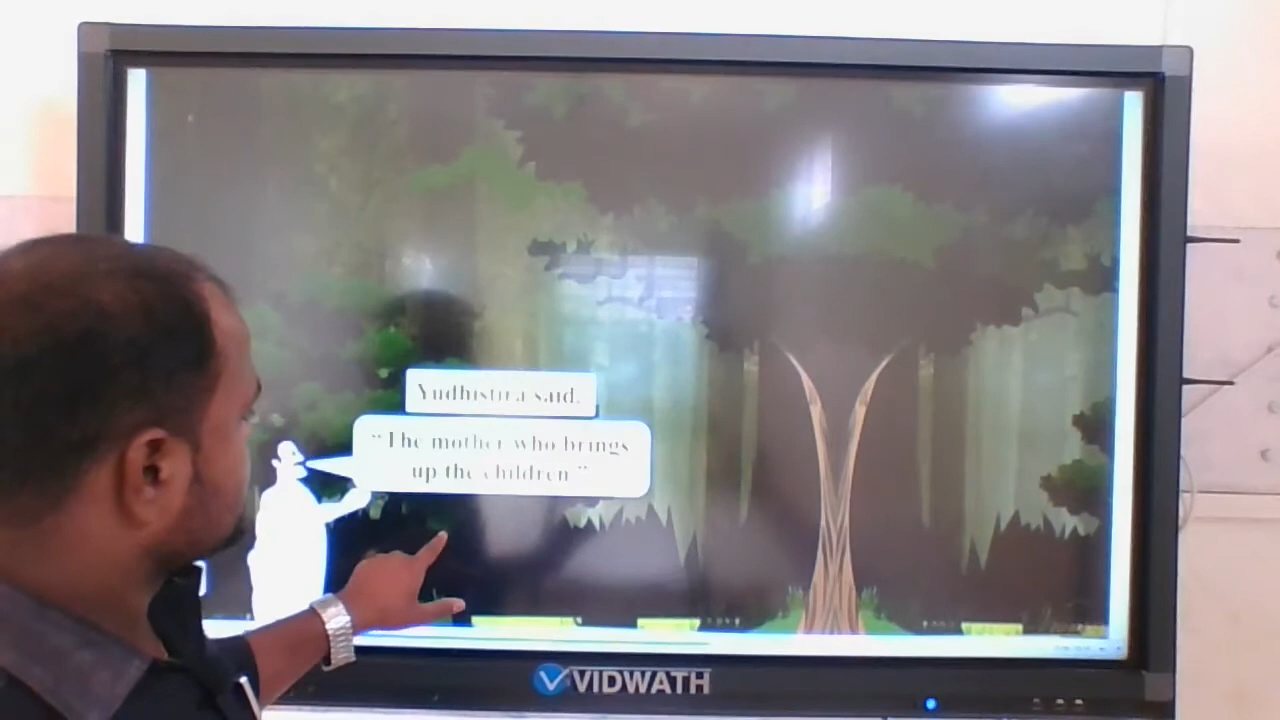 Yudhistira said,
“The mother who brings
up the children”
VIDWATH